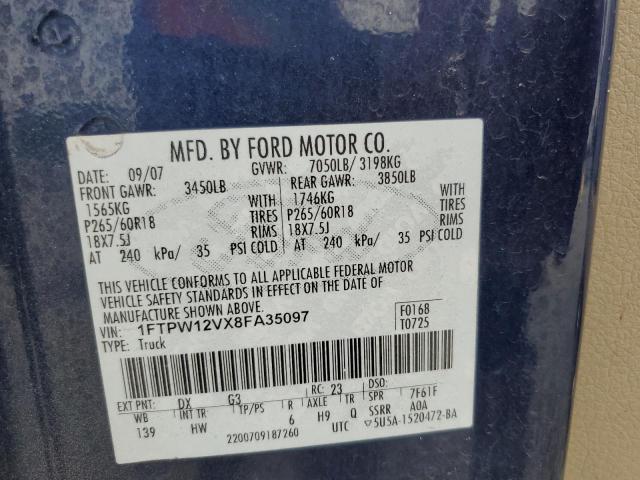 MFD. BY FORD MOTOR CO.
DATE: 09/07 GVWR: 7050LB/ 3198KG
FRONT GAWR: 3450LB REAR GAWR: 3850LB
1565KG WITH 1746KG WITH
P265/60R18 TIRES P265/60R18 TIRES
18X7.5J RIMS 18X7.5J RIMS
AT 240 kPa/ 35 PSI COLD AT 240 kPa/ 35 PSI COLD
THIS VEHICLE CONFORMS TO ALL APPLICABLE FEDERAL MOTOR
VEHICLE SAFETY STANDARDS IN EFFECT ON THE DATE OF
MANUFACTURE SHOWN ABOVE.
VIN: 1FTPW12VX8FA35097 F0168
TYPE: Truck T0725
EXT PNT: DX G3 RC: 23 DSO:
WB INT TR TP/PS R AXLE TR SPR 7F61F
139 HW 6 H9 Q SSRR A0A
2200709187260 UTC ▽5U5A-1520472-BA